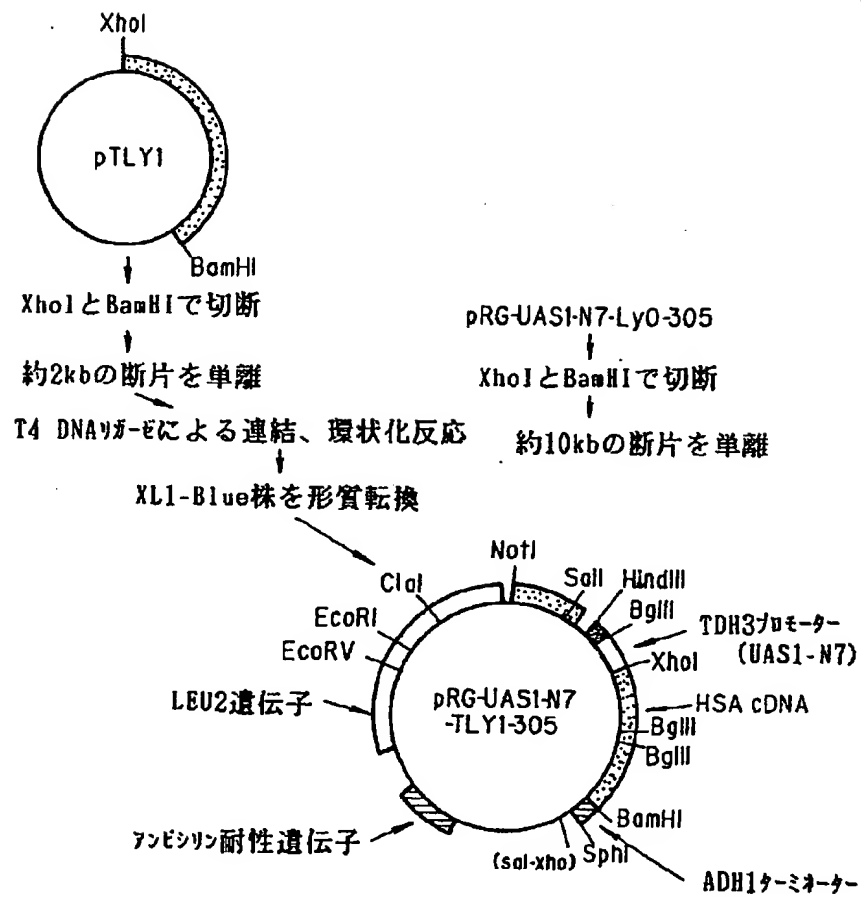 XhoI
pTLY1
BamHI
XhoIとBamHIで切断
約2kbの断片を単離
pRG-UAS1-N7-LyO-305
XhoIとBamHIで切断
約10kbの断片を単離
T4 DNAリガーゼによる連結、環状化反応
XL1-Blue株を形質転換
NotI
SalI
HindIII
BglII
TDH3プロモーター
(UAS1-N7)
XhoI
HSA cDNA
BglII
BglII
BamHI
ADH1ターミネーター
SphI
(sal-xho)
アンピシリン耐性遺伝子
LEU2遺伝子
EcoRV
EcoRI
ClaI
pRG-UAS1-N7
-TLY1-305